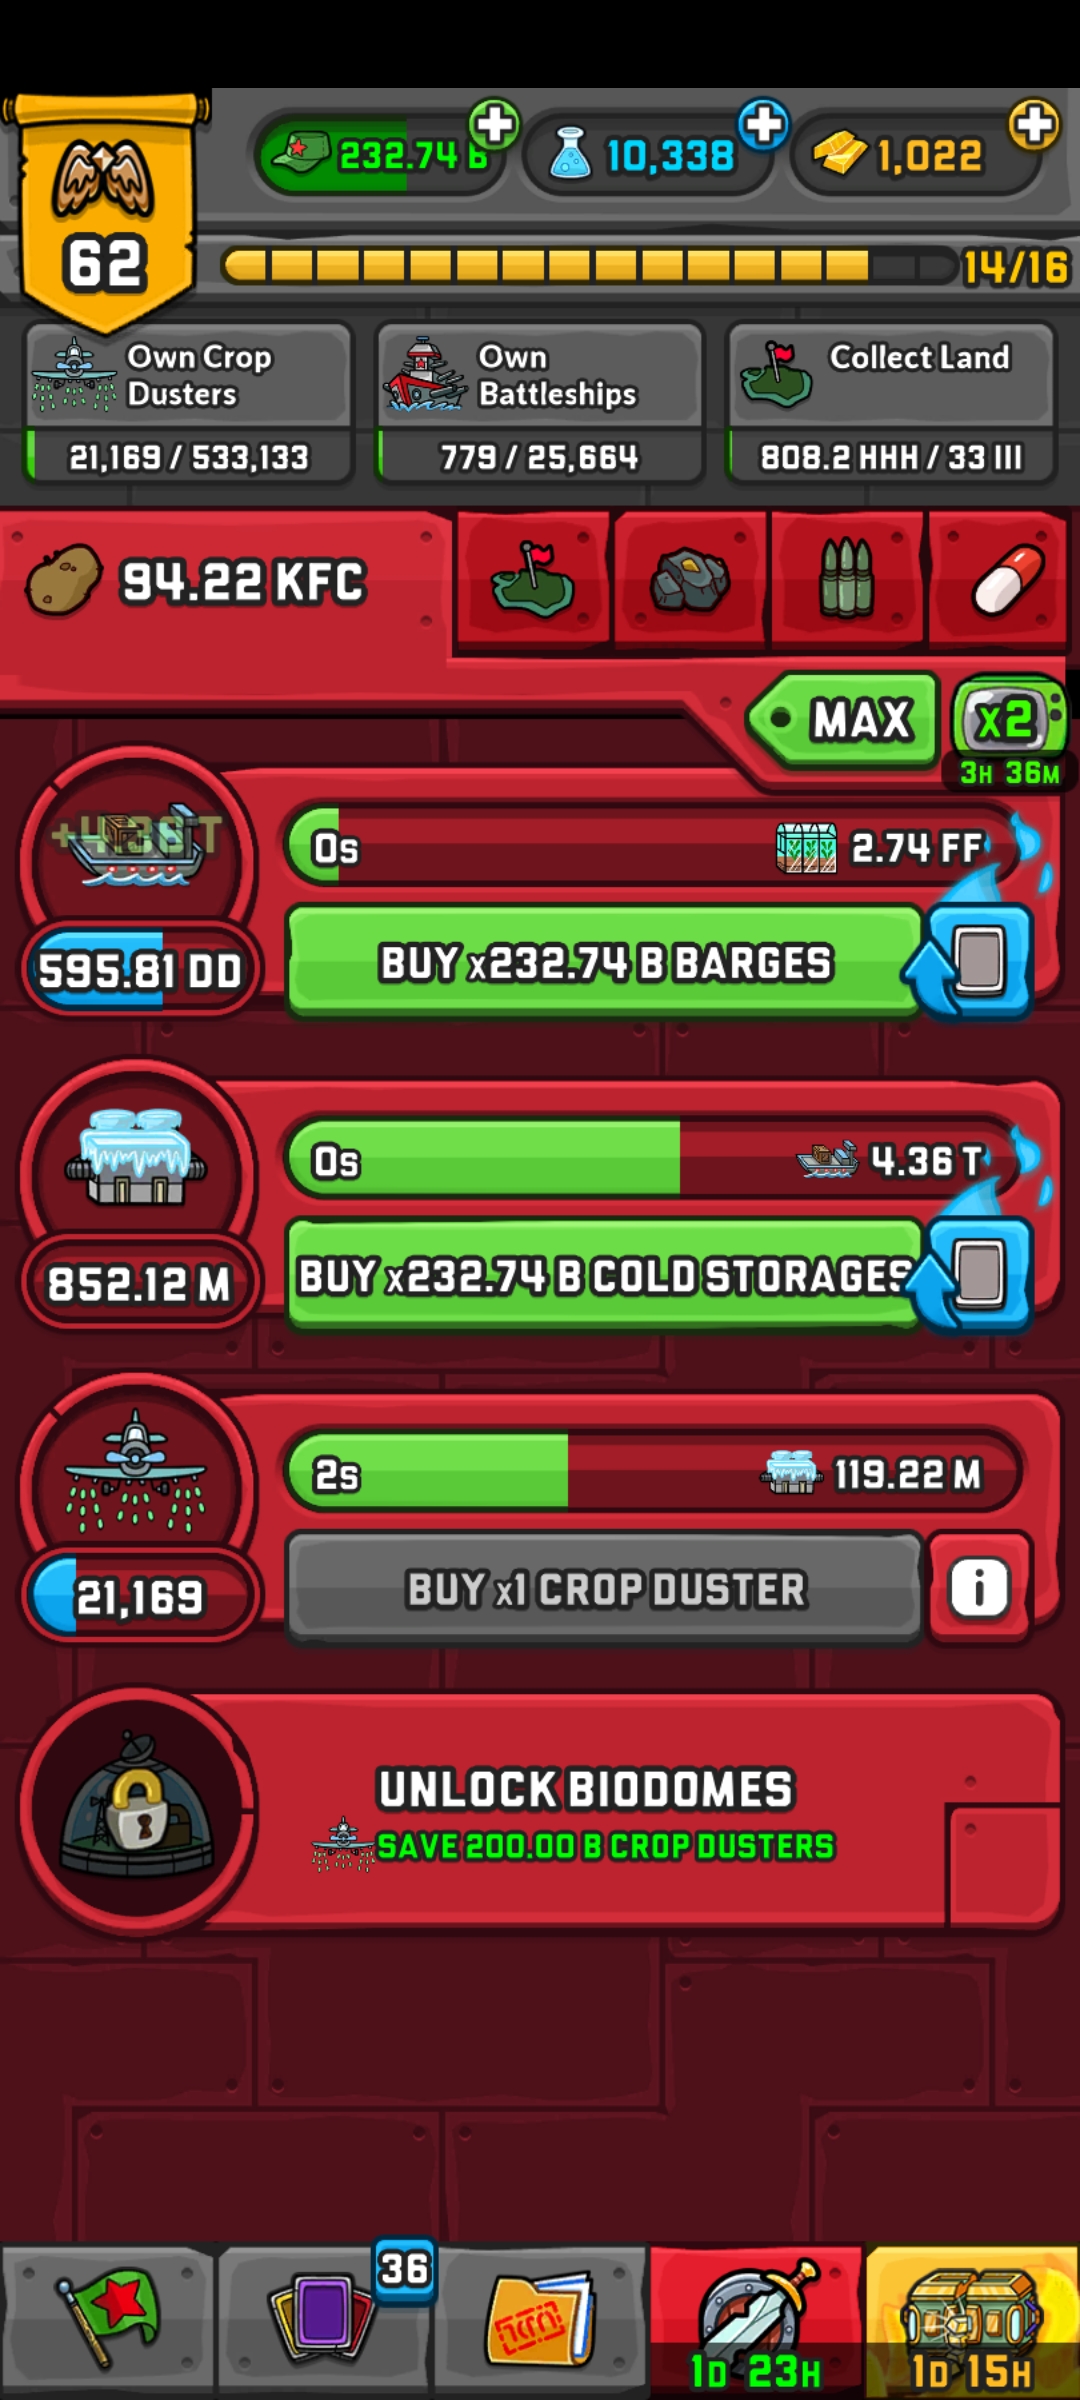 232.74 B
10,338
1,022
62
14/16
Own Crop Dusters
Own Battleships
Collect Land
21,169 / 533,133
779 / 25,664
808.2 HHH / 33 III
94.22 KFC
MAX
x2
3H 36M
+4.36 T
0s
2.74 FF
595.81 DD
BUY x232.74 B BARGES
0s
4.36 T
852.12 M
BUY x232.74 B COLD STORAGES
2s
119.22 M
21,169
BUY x1 CROP DUSTER
i
UNLOCK BIODOMES
SAVE 200.00 B CROP DUSTERS
36
1D 23H
1D 15H